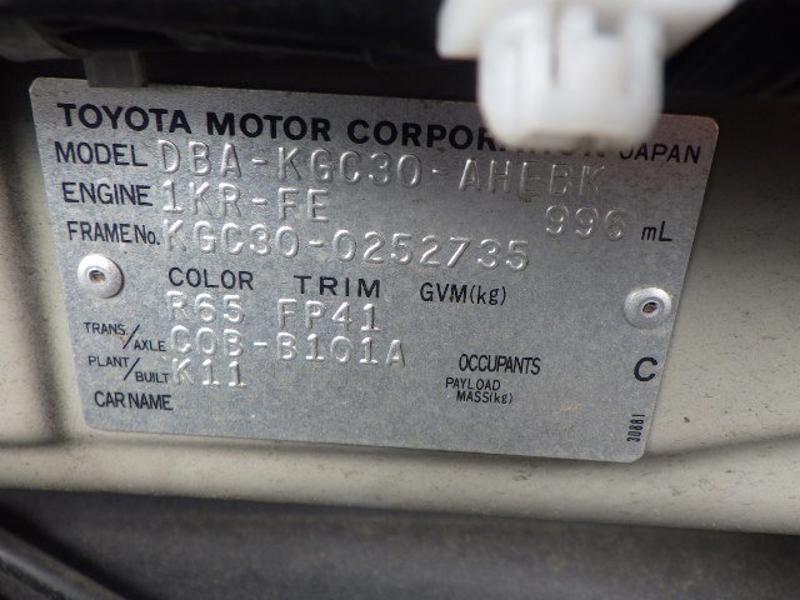 TOYOTA MOTOR CORPORATION JAPAN
MODEL DBA-KGC30-AHEBK
ENGINE 1KR-FE 996 mL
FRAME No. KGC30-0252735
COLOR TRIM GVM(kg)
R65 FP41
TRANS/AXLE C0B-B101A
PLANT/BUILT K11
OCCUPANTS C
PAYLOAD MASS(kg)
CAR NAME
30881